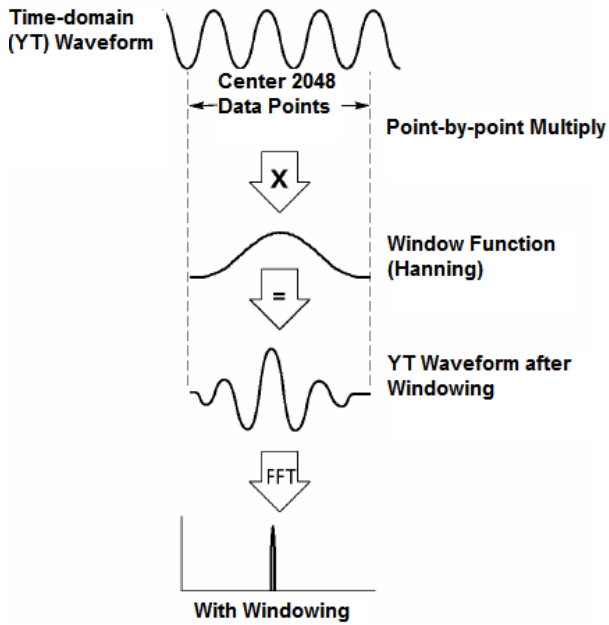 Time-domain
(YT) Waveform
Center 2048
Data Points
Point-by-point Multiply
X
Window Function
(Hanning)
=
YT Waveform after
Windowing
FFT
With Windowing